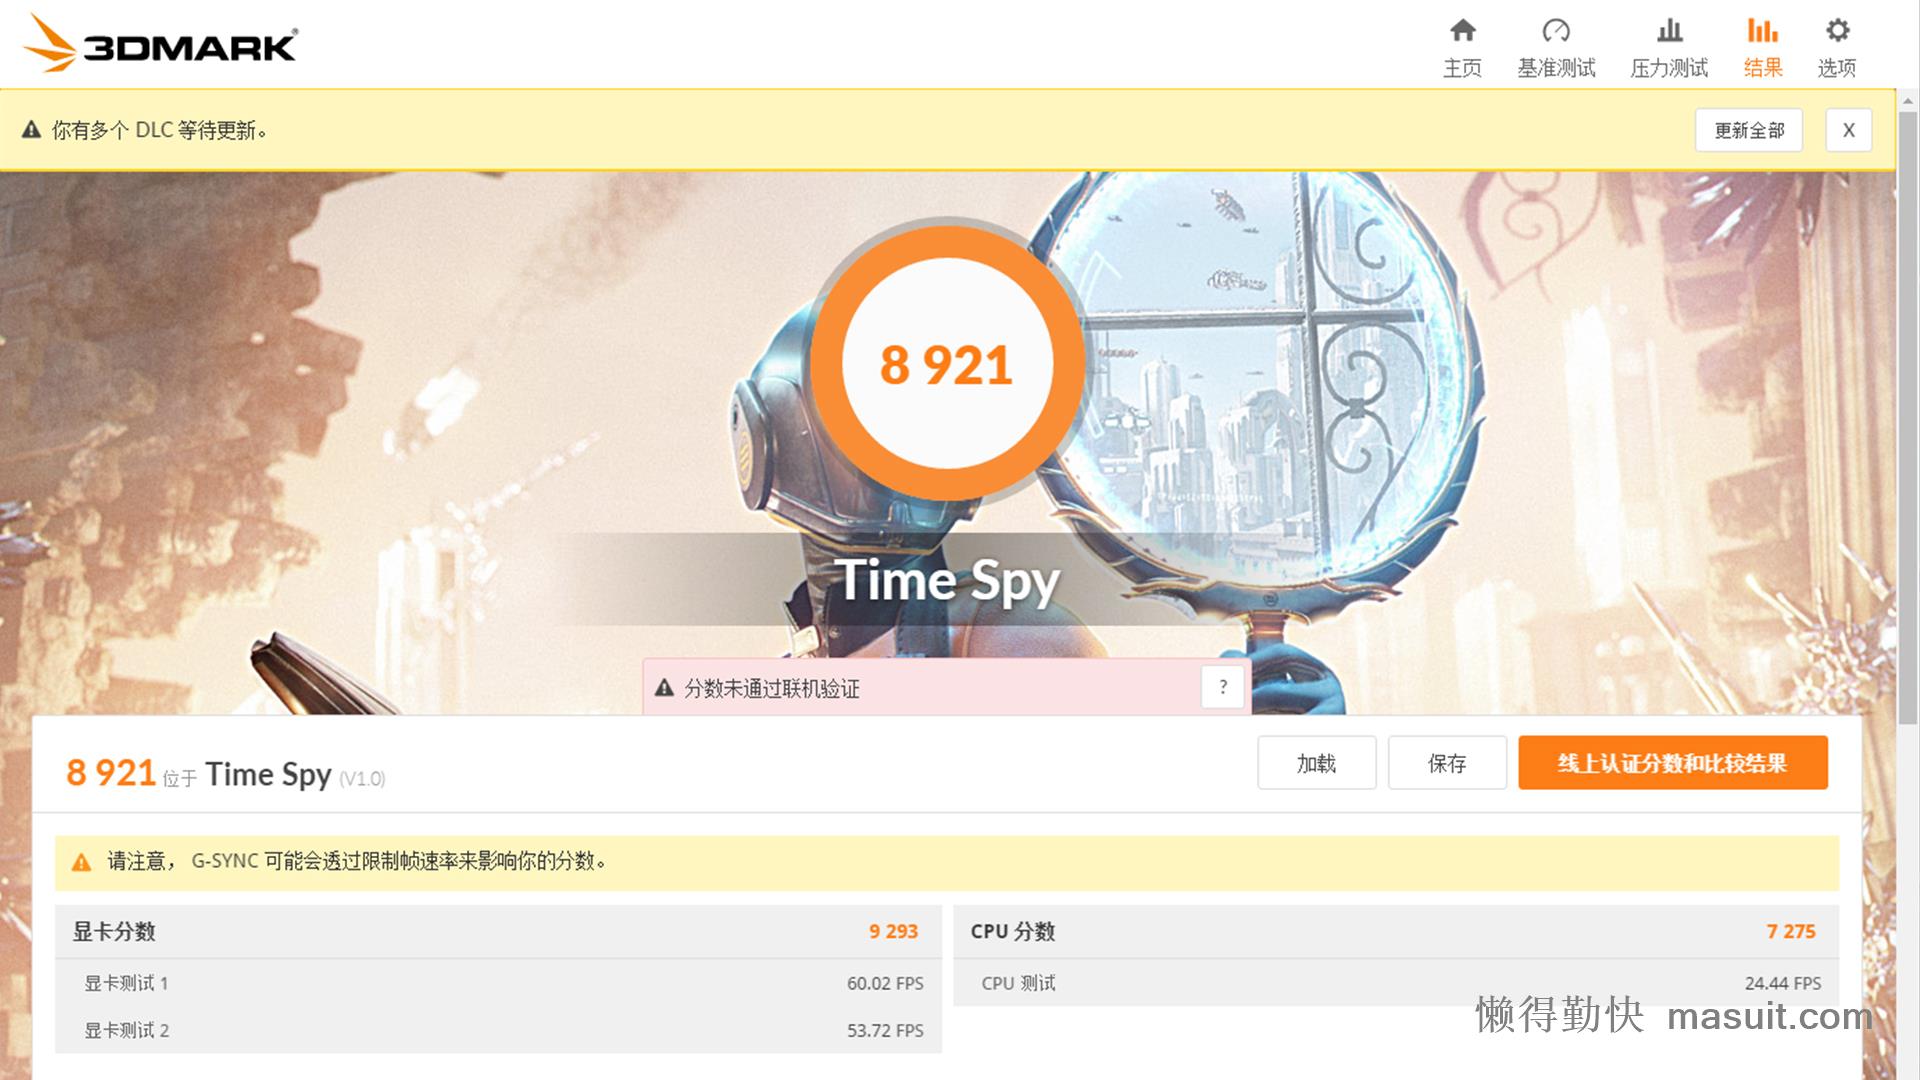 3DMARK®
主页
基准测试
压力测试
结果
选项
你有多个 DLC 等待更新。
更新全部
X
8 921
Time Spy
分数未通过联机验证
?
8 921 位于 Time Spy (V1.0)
加载
保存
线上认证分数和比较结果
请注意， G-SYNC 可能会透过限制帧速率来影响你的分数。
显卡分数 9 293
显卡测试 1 60.02 FPS
显卡测试 2 53.72 FPS
CPU 分数 7 275
CPU 测试 24.44 FPS
懒得勤快 masuit.com